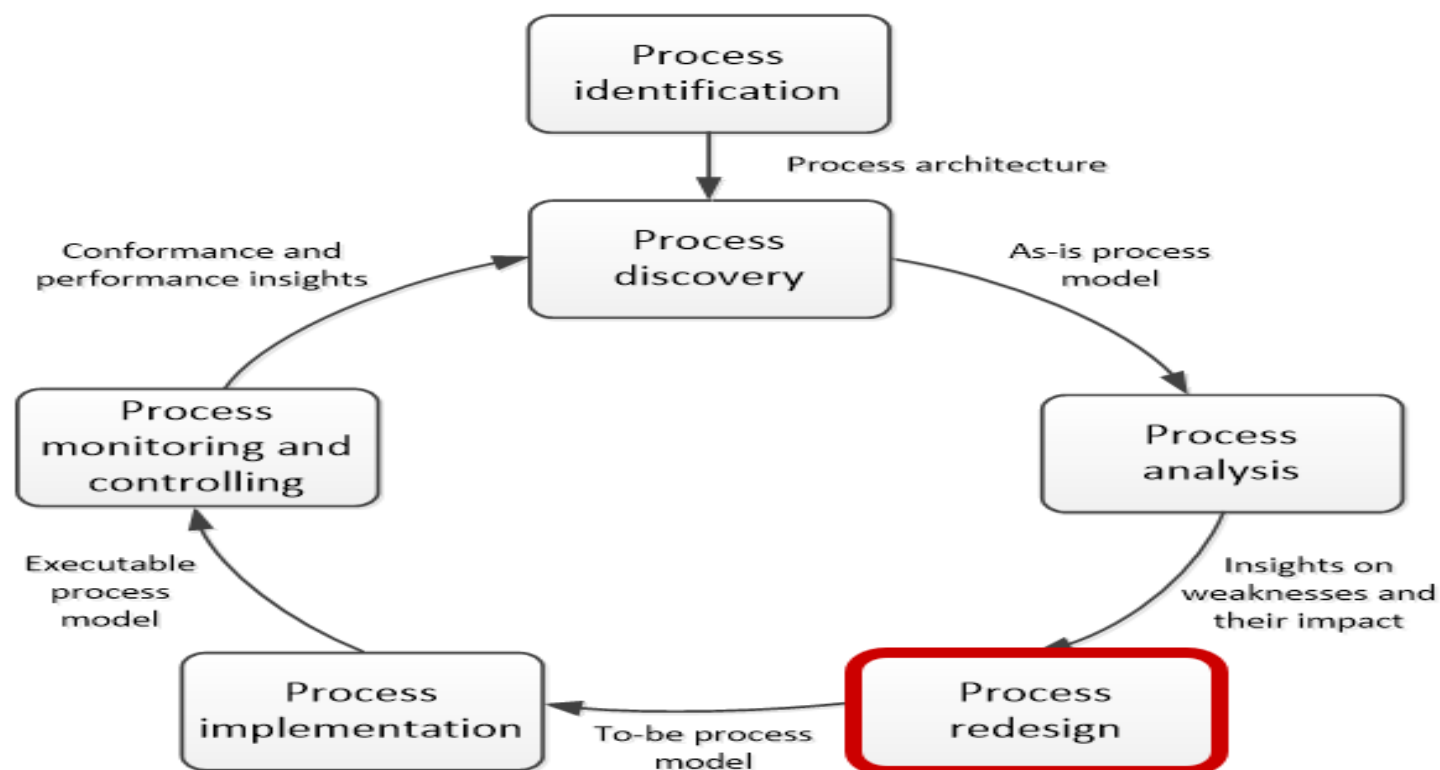 Process
identification
Process architecture
Process
discovery
Conformance and
performance insights
As-is process
model
Process
monitoring and
controlling
Process
analysis
Executable
process
model
Insights on
weaknesses and
their impact
Process
implementation
To-be process
model
Process
redesign